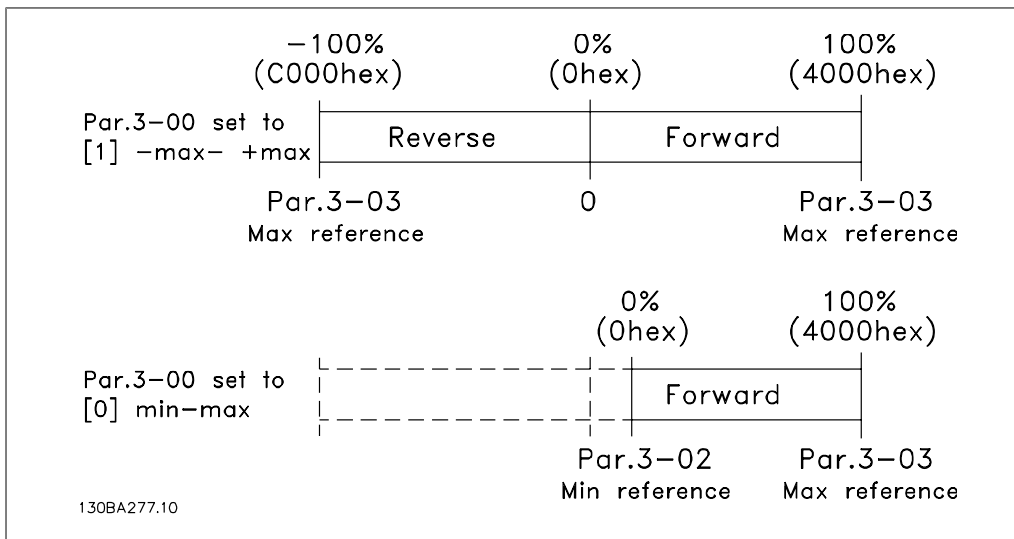 -100% 0% 100%
(C000hex) (0hex) (4000hex)
Par.3-00 set to
[1] -max- +max
Reverse Forward
Par.3-03 0 Par.3-03
Max reference Max reference
0% 100%
(0hex) (4000hex)
Par.3-00 set to
[0] min-max
Forward
Par.3-02 Par.3-03
Min reference Max reference
130BA277.10